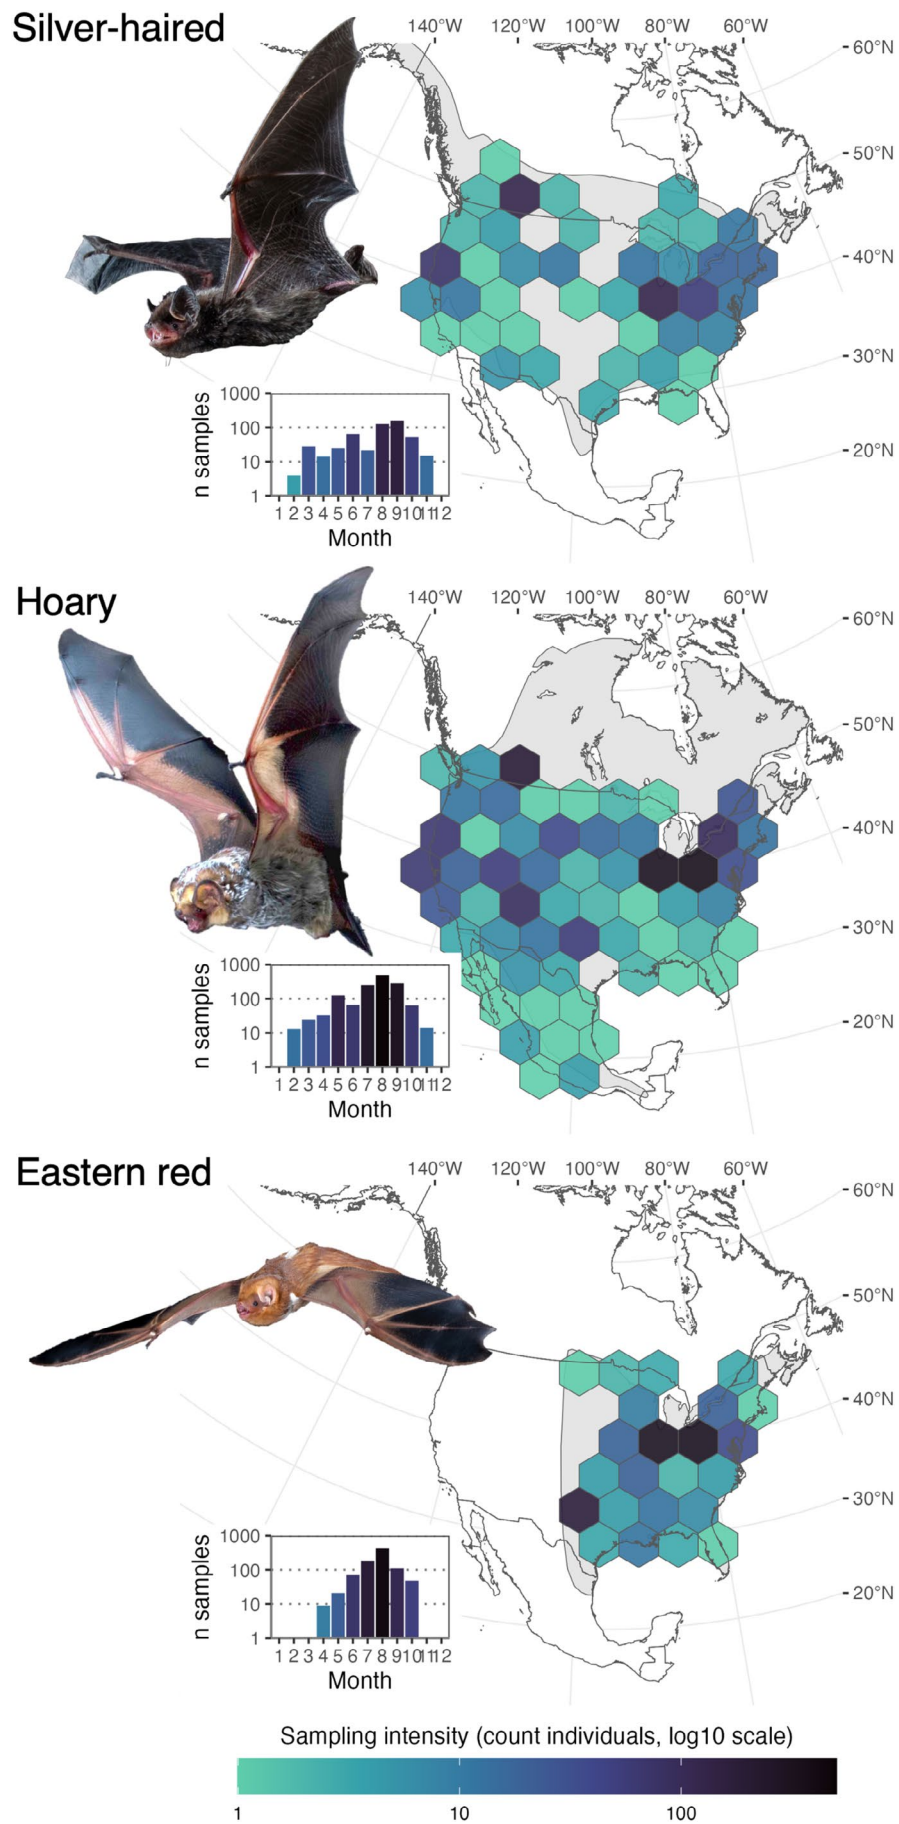 Silver-haired
140°W 120°W 100°W 80°W 60°W
60°N
50°N
40°N
30°N
20°N
n samples
1000
100
10
1
1 2 3 4 5 6 7 8 9 10 11 12
Month
Hoary
140°W 120°W 100°W 80°W 60°W
60°N
50°N
40°N
30°N
20°N
n samples
1000
100
10
1
1 2 3 4 5 6 7 8 9 10 11 12
Month
Eastern red
140°W 120°W 100°W 80°W 60°W
60°N
50°N
40°N
30°N
20°N
n samples
1000
100
10
1
1 2 3 4 5 6 7 8 9 10 11 12
Month
Sampling intensity (count individuals, log10 scale)
1 10 100